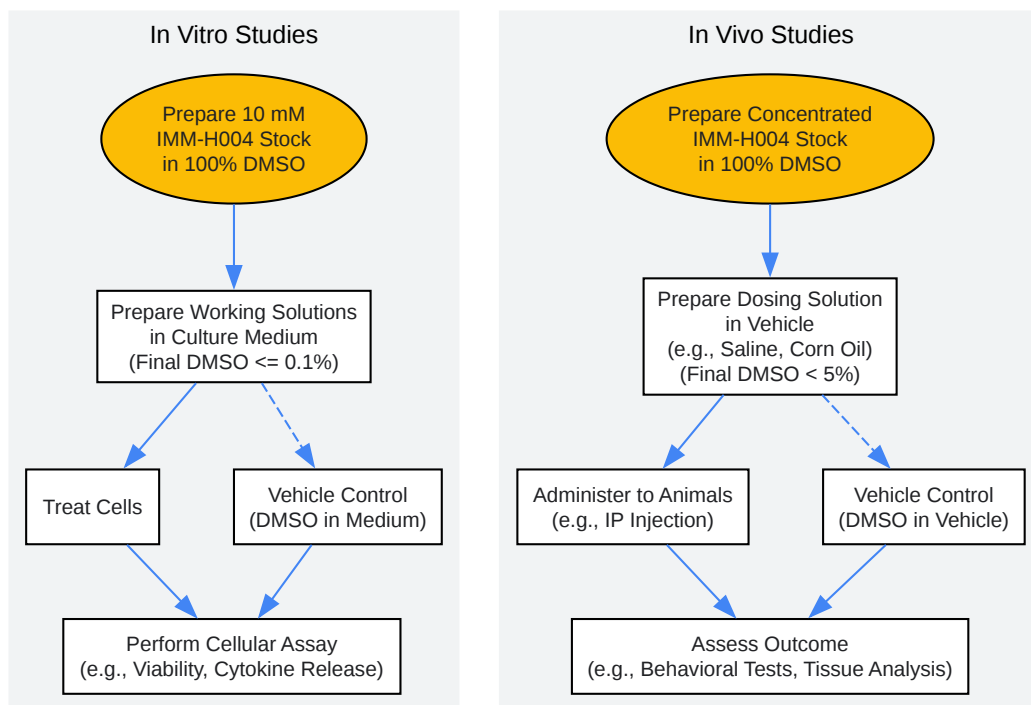 In Vitro Studies
Prepare 10 mM
IMM-H004 Stock
in 100% DMSO
Prepare Working Solutions
in Culture Medium
(Final DMSO <= 0.1%)
Treat Cells
Vehicle Control
(DMSO in Medium)
Perform Cellular Assay
(e.g., Viability, Cytokine Release)
In Vivo Studies
Prepare Concentrated
IMM-H004 Stock
in 100% DMSO
Prepare Dosing Solution
in Vehicle
(e.g., Saline, Corn Oil)
(Final DMSO < 5%)
Administer to Animals
(e.g., IP Injection)
Vehicle Control
(DMSO in Vehicle)
Assess Outcome
(e.g., Behavioral Tests, Tissue Analysis)